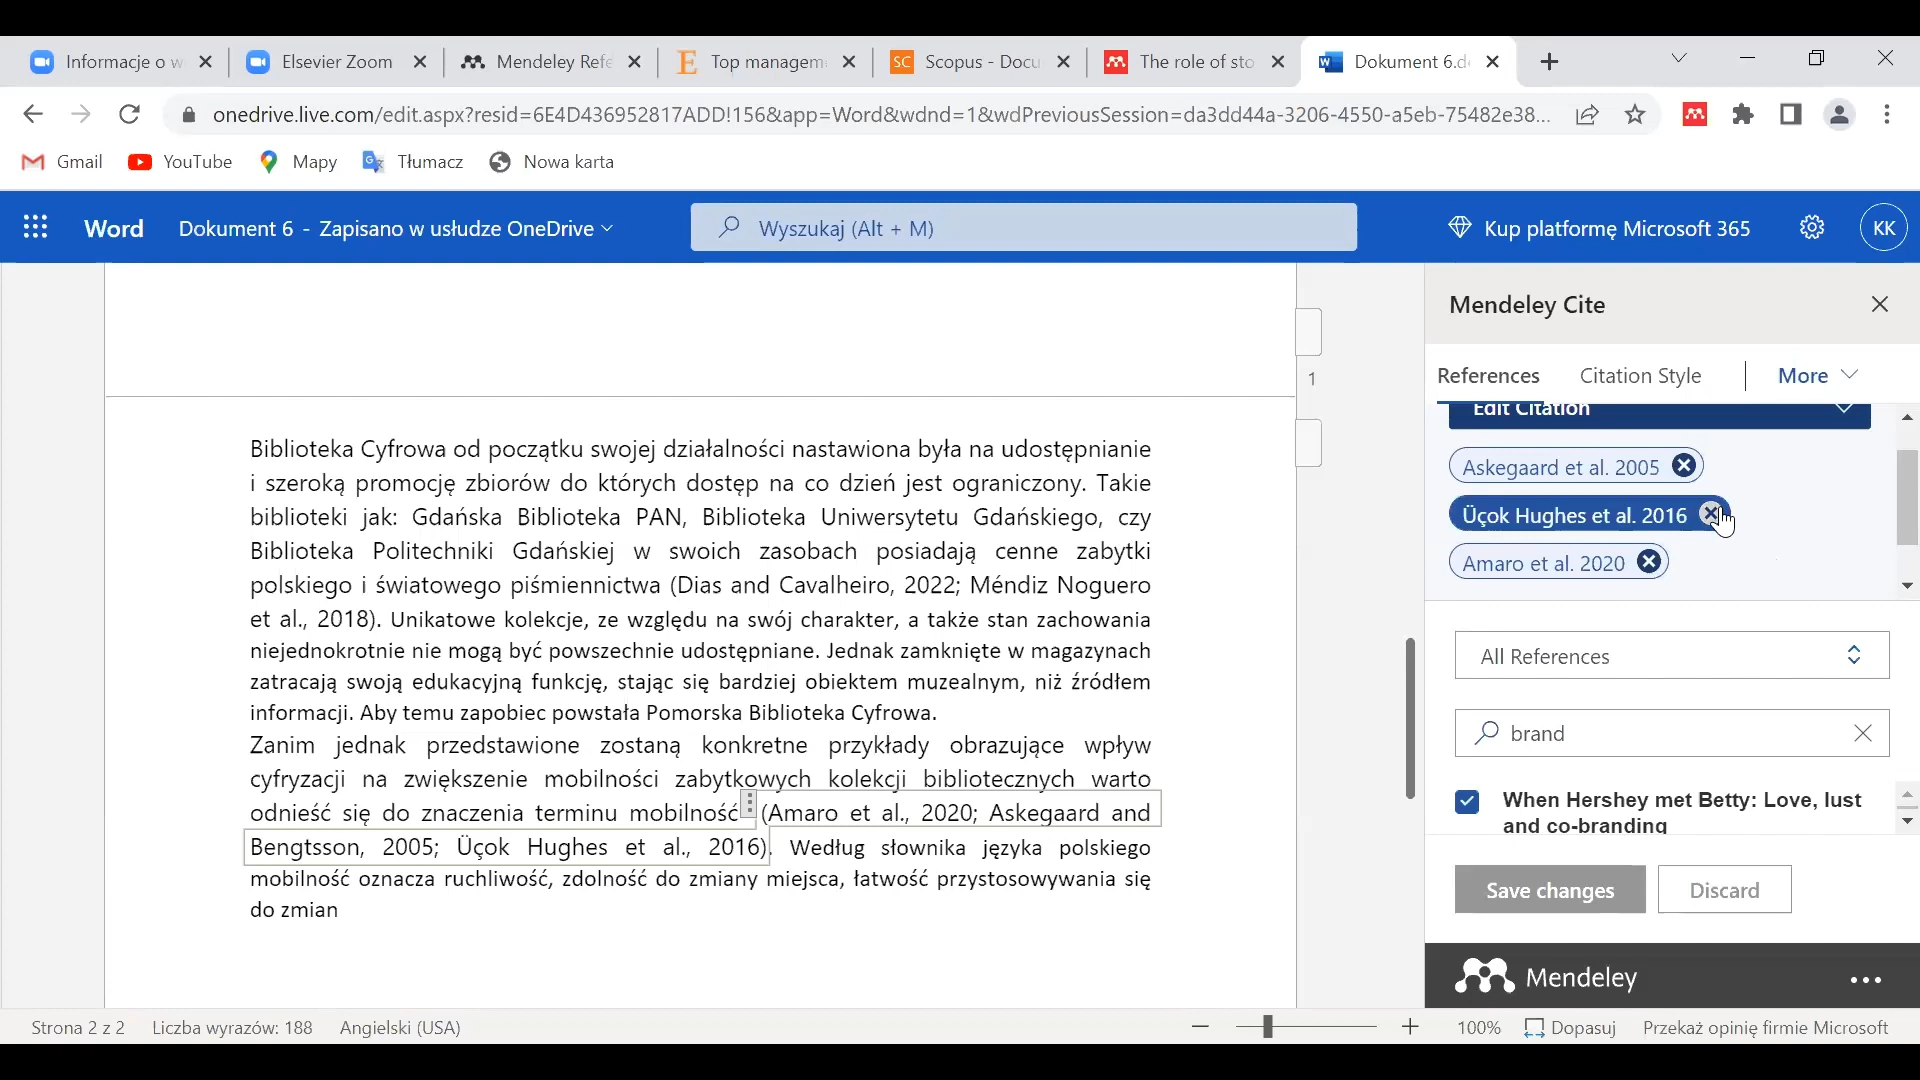 Informacje o w
Elsevier Zoom
Mendeley Refe
Top managem
Scopus - Docu
The role of sto
Dokument 6.d
onedrive.live.com/edit.aspx?resid=6E4D436952817ADD!156&app=Word&wdnd=1&wdPreviousSession=da3dd44a-3206-4550-a5eb-75482e38...
Gmail
YouTube
Mapy
Tłumacz
Nowa karta
Word
Dokument 6 - Zapisano w usłudze OneDrive
Wyszukaj (Alt + M)
Kup platformę Microsoft 365
KK
1
Biblioteka Cyfrowa od początku swojej działalności nastawiona była na udostępnianie
i szeroką promocję zbiorów do których dostęp na co dzień jest ograniczony. Takie
biblioteki jak: Gdańska Biblioteka PAN, Biblioteka Uniwersytetu Gdańskiego, czy
Biblioteka Politechniki Gdańskiej w swoich zasobach posiadają cenne zabytki
polskiego i światowego piśmiennictwa (Dias and Cavalheiro, 2022; Méndiz Noguero
et al., 2018). Unikatowe kolekcje, ze względu na swój charakter, a także stan zachowania
niejednokrotnie nie mogą być powszechnie udostępniane. Jednak zamknięte w magazynach
zatracają swoją edukacyjną funkcję, stając się bardziej obiektem muzealnym, niż źródłem
informacji. Aby temu zapobiec powstała Pomorska Biblioteka Cyfrowa.
Zanim jednak przedstawione zostaną konkretne przykłady obrazujące wpływ
cyfryzacji na zwiększenie mobilności zabytkowych kolekcji bibliotecznych warto
odnieść się do znaczenia terminu mobilność (Amaro et al., 2020; Askegaard and
Bengtsson, 2005; Üçok Hughes et al., 2016). Według słownika języka polskiego
mobilność oznacza ruchliwość, zdolność do zmiany miejsca, łatwość przystosowywania się
do zmian
Mendeley Cite
References
Citation Style
More
Edit Citation
Askegaard et al. 2005
Üçok Hughes et al. 2016
Amaro et al. 2020
All References
brand
When Hershey met Betty: Love, lust
and co-branding
Save changes
Discard
Mendeley
Strona 2 z 2
Liczba wyrazów: 188
Angielski (USA)
100%
Dopasuj
Przekaż opinię firmie Microsoft